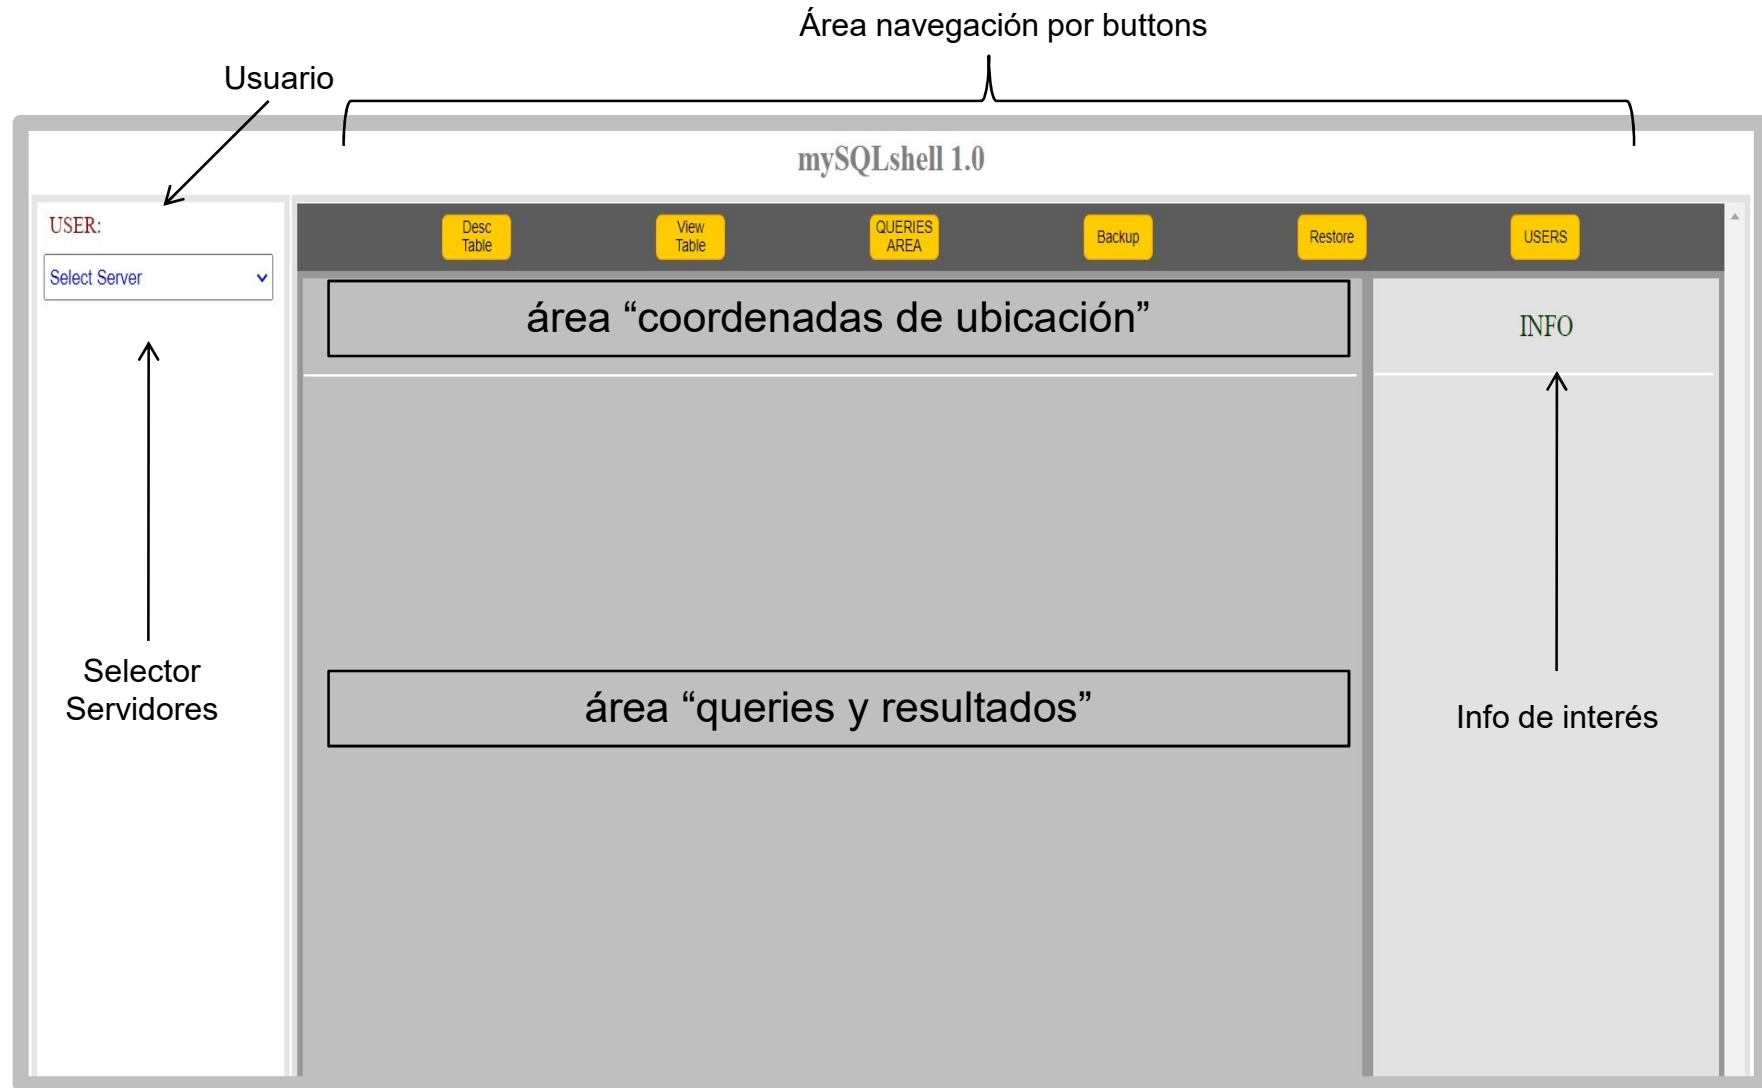 Área navegación por buttons
Usuario
mySQLshell 1.0
USER:
Select Server
Desc
Table
View
Table
QUERIES
AREA
Backup
Restore
USERS
área “coordenadas de ubicación”
INFO
Selector
Servidores
área “queries y resultados”
Info de interés